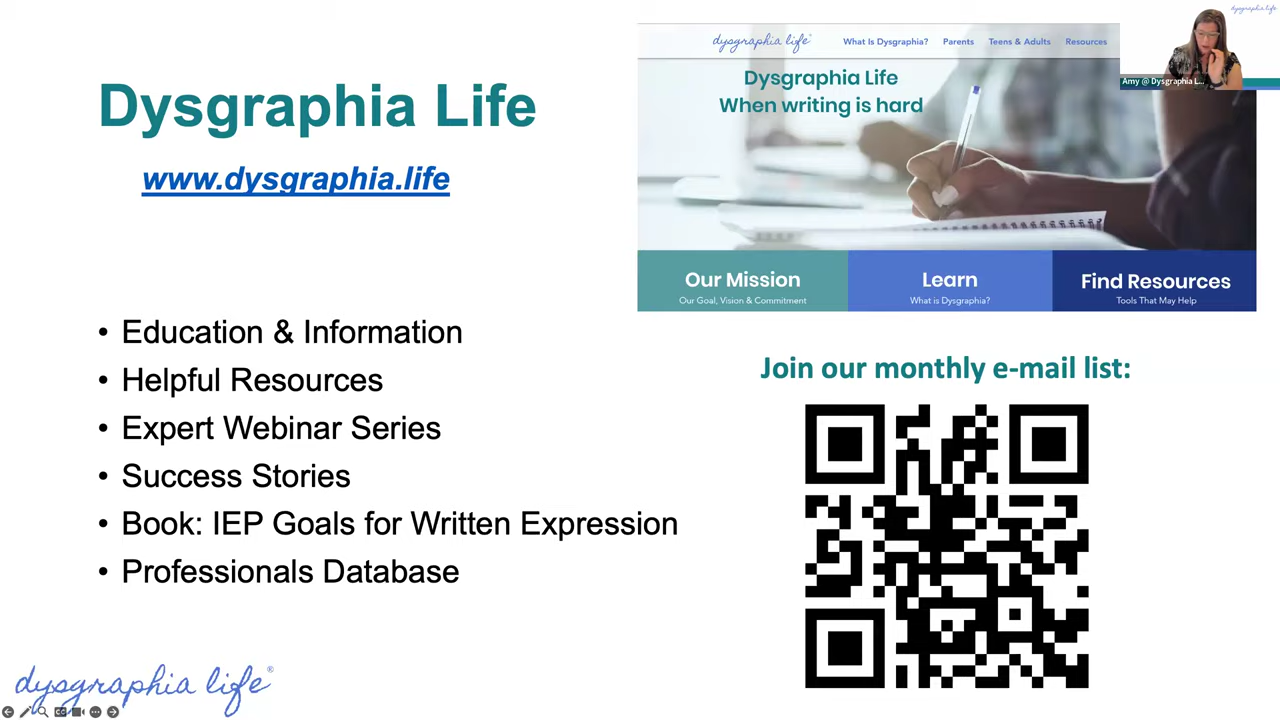 Dysgraphia Life
www.dysgraphia.life
• Education & Information
• Helpful Resources
• Expert Webinar Series
• Success Stories
• Book: IEP Goals for Written Expression
• Professionals Database
dysgraphia life®
dysgraphia life What Is Dysgraphia? Parents Teens & Adults Resources
Dysgraphia Life
When writing is hard
Our Mission
Our Goal, Vision & Commitment
Learn
What is Dysgraphia?
Find Resources
Tools That May Help
dysgraphia life
Amy @ Dysgraphia L...
Join our monthly e-mail list: